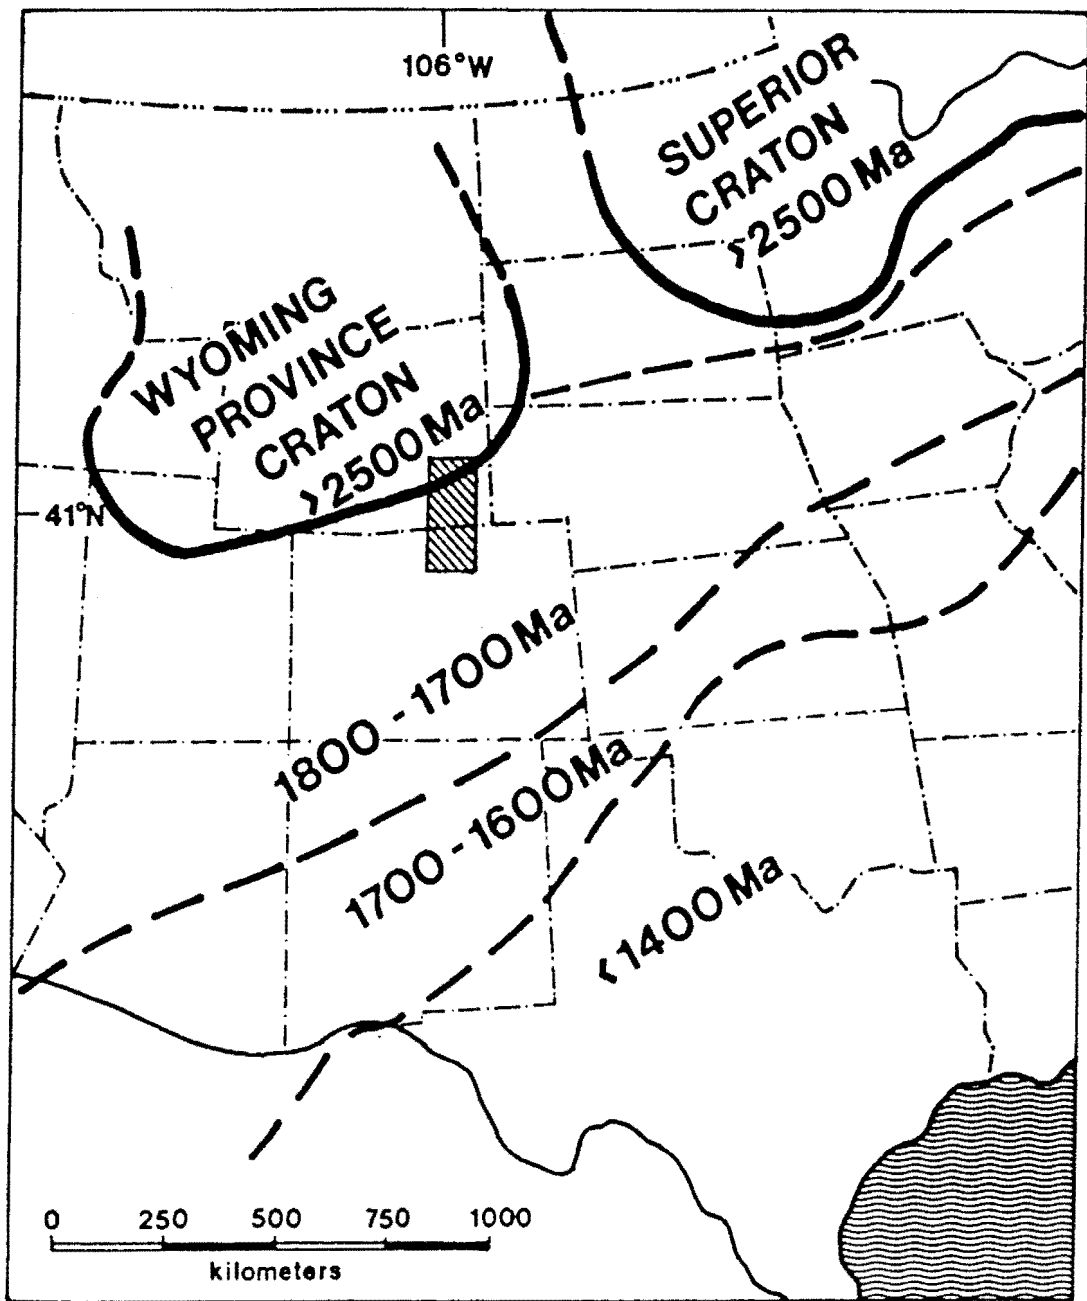 106°W
SUPERIOR
CRATON
>2500 Ma
WYOMING
PROVINCE
CRATON
>2500 Ma
41°N
1800 - 1700 Ma
1700 - 1600 Ma
<1400 Ma
0 250 500 750 1000
kilometers